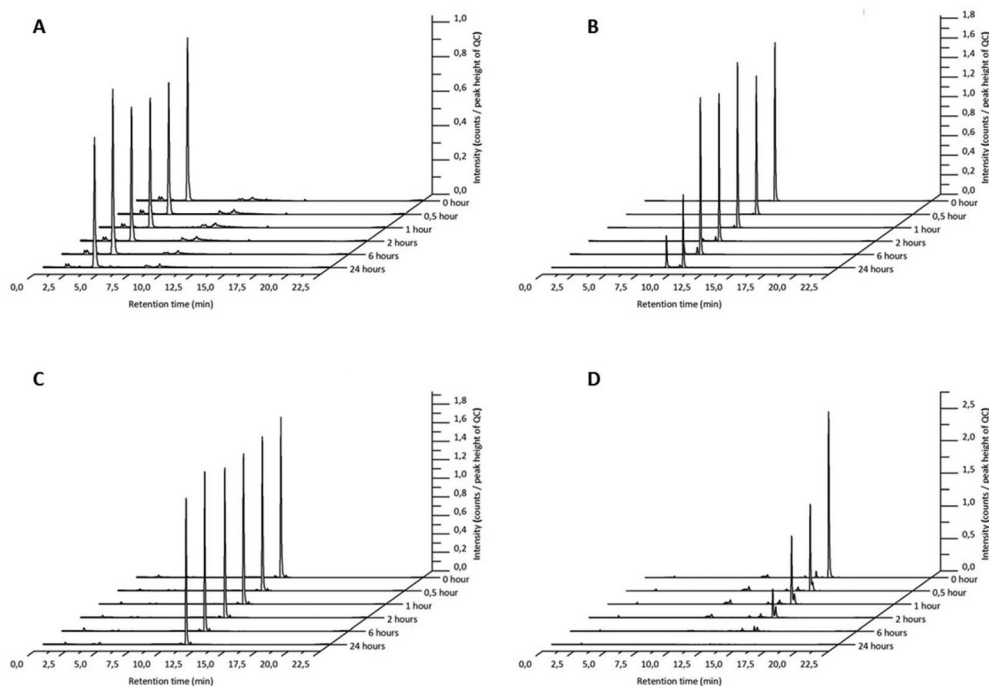 A
1,0
0,8
0,6
0,4
0,2
0,0
Intensity (counts / peak height of QC)
0 hour
0,5 hour
1 hour
2 hours
6 hours
24 hours
0,0 2,5 5,0 7,5 10,0 12,5 15,0 17,5 20,0 22,5
Retention time (min)
B
1,8
1,6
1,4
1,2
1,0
0,8
0,6
0,4
0,2
0,0
Intensity (counts / peak height of QC)
0 hour
0,5 hour
1 hour
2 hours
6 hours
24 hours
0,0 2,5 5,0 7,5 10,0 12,5 15,0 17,5 20,0 22,5
Retention time (min)
C
1,8
1,6
1,4
1,2
1,0
0,8
0,6
0,4
0,2
0,0
Intensity (counts / peak height of QC)
0 hour
0,5 hour
1 hour
2 hours
6 hours
24 hours
0,0 2,5 5,0 7,5 10,0 12,5 15,0 17,5 20,0 22,5
Retention time (min)
D
2,5
2,0
1,5
1,0
0,5
0,0
Intensity (counts / peak height of QC)
0 hour
0,5 hour
1 hour
2 hours
6 hours
24 hours
0,0 2,5 5,0 7,5 10,0 12,5 15,0 17,5 20,0 22,5
Retention time (min)